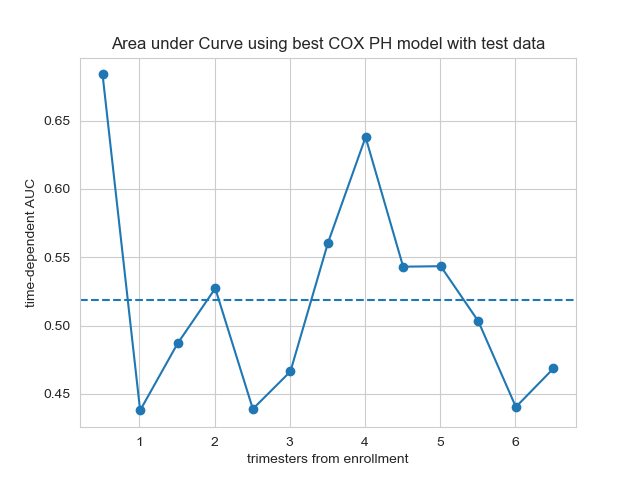 Area under Curve using best COX PH model with test data
time-dependent AUC
0.65
0.60
0.55
0.50
0.45
1 2 3 4 5 6
trimesters from enrollment